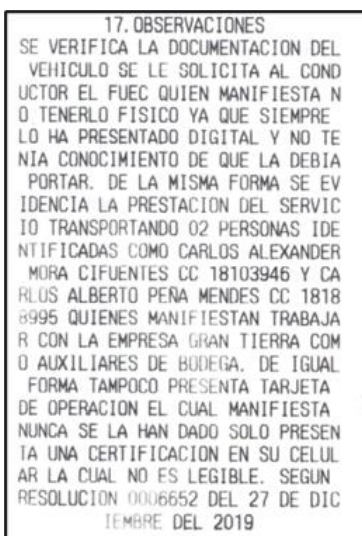 17. OBSERVACIONES
SE VERIFICA LA DOCUMENTACION DEL
VEHICULO SE LE SOLICITA AL COND
UCTOR EL FUEC QUIEN MANIFIESTA N
O TENERLO FISICO YA QUE SIEMPRE
LO HA PRESENTADO DIGITAL Y NO TE
NIA CONOCIMIENTO DE QUE LA DEBIA
PORTAR. DE LA MISMA FORMA SE EV
IDENCIA LA PRESTACION DEL SERVIC
IO TRANSPORTANDO 02 PERSONAS IDE
NTIFICADAS COMO CARLOS ALEXANDER
MORA CIFUENTES CC 18103946 Y CA
RLOS ALBERTO PEÑA MENDES CC 1818
8995 QUIENES MANIFIESTAN TRABAJA
R CON LA EMPRESA GRAN TIERRA COM
O AUXILIARES DE BODEGA. DE IGUAL
FORMA TAMPOCO PRESENTA TARJETA
DE OPERACION EL CUAL MANIFIESTA
NUNCA SE LA HAN DADO SOLO PRESEN
TA UNA CERTIFICACION EN SU CELUL
AR LA CUAL NO ES LEGIBLE. SEGUN
RESOLUCION 0006652 DEL 27 DE DIC
IEMBRE DEL 2019